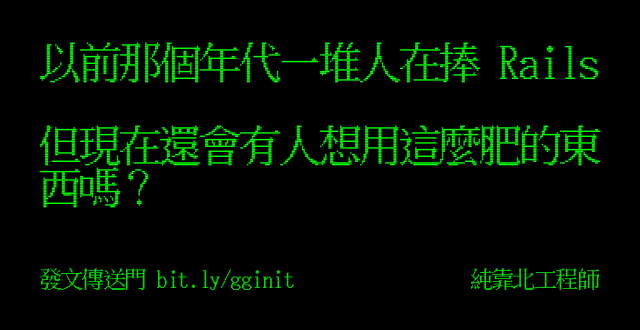 以前那個年代一堆人在捧 Rails
但現在還會有人想用這麼肥的東
西嗎？
發文傳送門 bit.ly/gginit
純靠北工程師